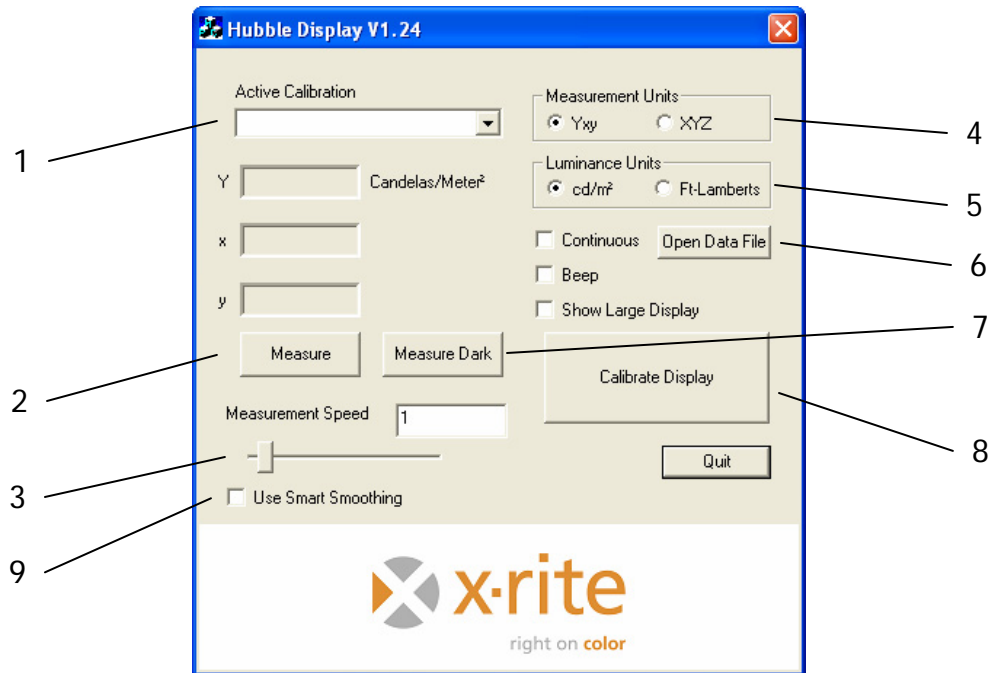 Hubble Display V1.24
Active Calibration
Y
Candelas/Meter²
x
y
Measure
Measure Dark
Measurement Speed
1
Use Smart Smoothing
Measurement Units
Yxy
XYZ
Luminance Units
cd/m²
Ft-Lamberts
Continuous
Open Data File
Beep
Show Large Display
Calibrate Display
Quit
x·rite
right on color
1
2
3
9
4
5
6
7
8